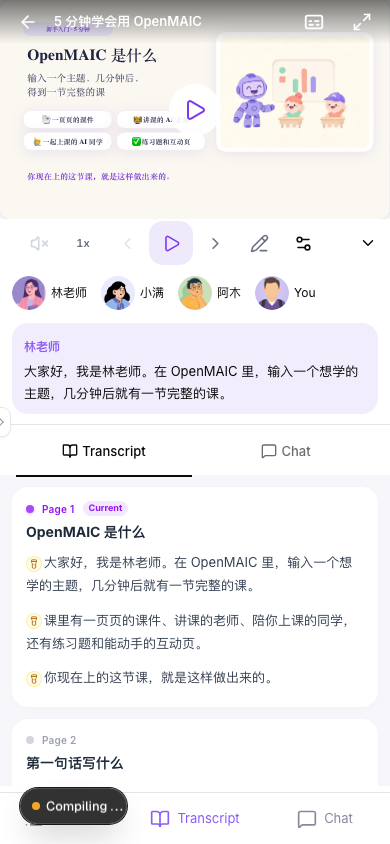 5 分钟学会用 OpenMAIC
新手入门 · 5 分钟
OpenMAIC 是什么
输入一个主题，几分钟后，
得到一节完整的课
一页页的课件
讲课的 A
一起上课的 AI 同学
练习题和互动页
你现在上的这节课，就是这样做出来的。
1x
林老师
小满
阿木
You
林老师
大家好，我是林老师。在 OpenMAIC 里，输入一个想学的
主题，几分钟后就有一节完整的课。
Transcript
Chat
Page 1
Current
OpenMAIC 是什么
大家好，我是林老师。在 OpenMAIC 里，输入一个想
学的主题，几分钟后就有一节完整的课。
课里有一页页的课件、讲课的老师、陪你上课的同学，
还有练习题和能动手的互动页。
你现在上的这节课，就是这样做出来的。
Page 2
第一句话写什么
Compiling ...
Transcript
Chat